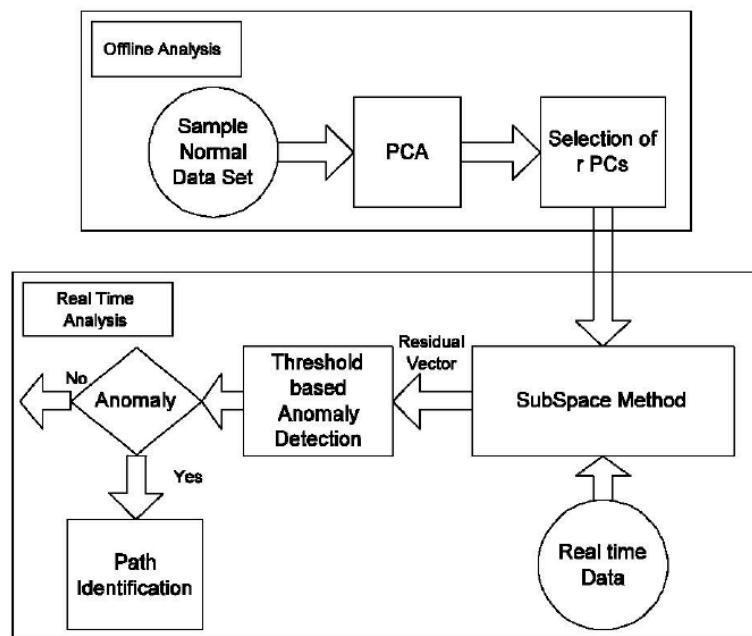 Offline Analysis
Sample
Normal
Data Set
PCA
Selection of
r PCs
Real Time
Analysis
No
Anomaly
Yes
Path
Identification
Threshold
based
Anomaly
Detection
Residual
Vector
SubSpace Method
Real time
Data